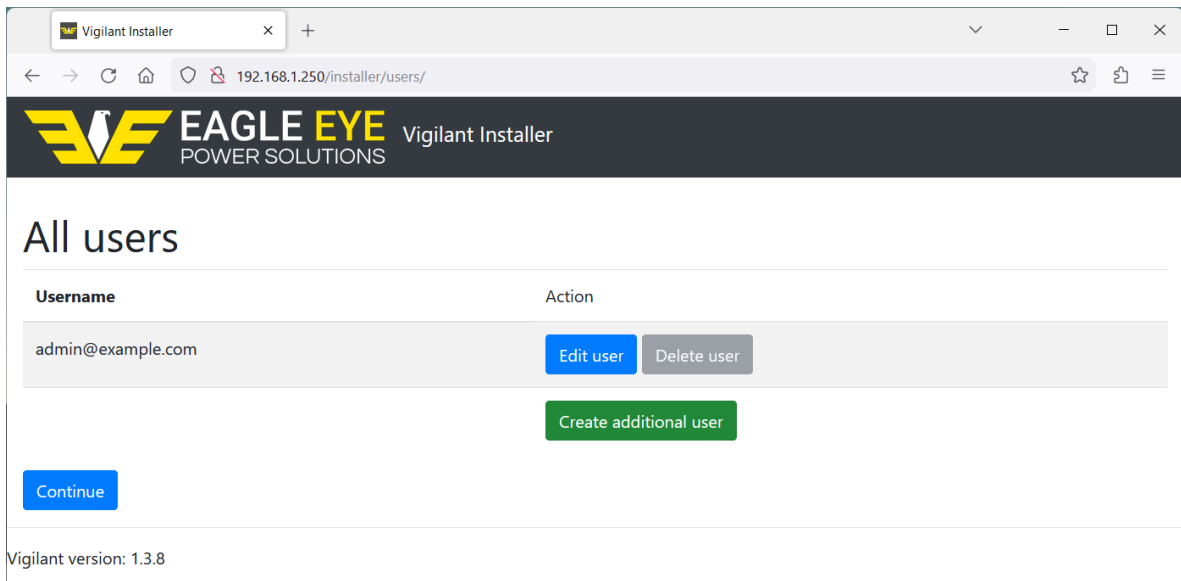 Vigilant Installer
192.168.1.250/installer/users/
EAGLE EYE
POWER SOLUTIONS
Vigilant Installer
All users
Username Action
admin@example.com Edit user Delete user
Create additional user
Continue
Vigilant version: 1.3.8